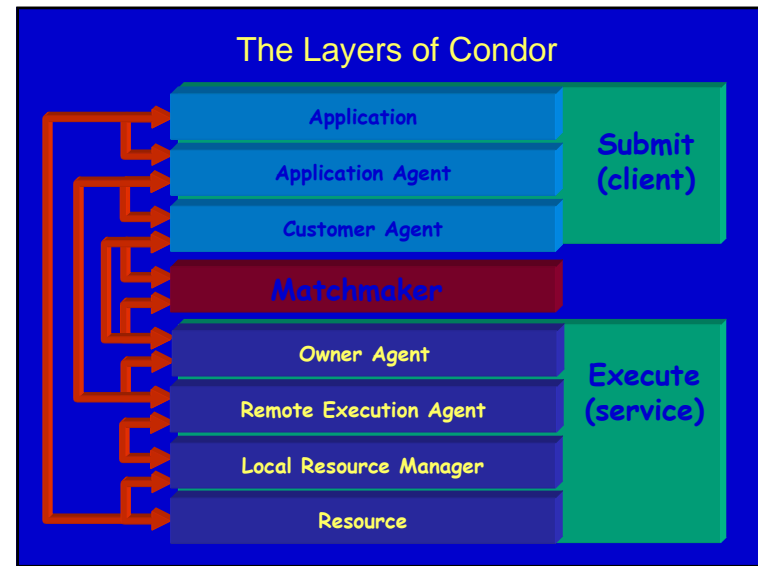 The Layers of Condor
Application
Application Agent
Customer Agent
Submit
(client)
Matchmaker
Owner Agent
Remote Execution Agent
Local Resource Manager
Resource
Execute
(service)